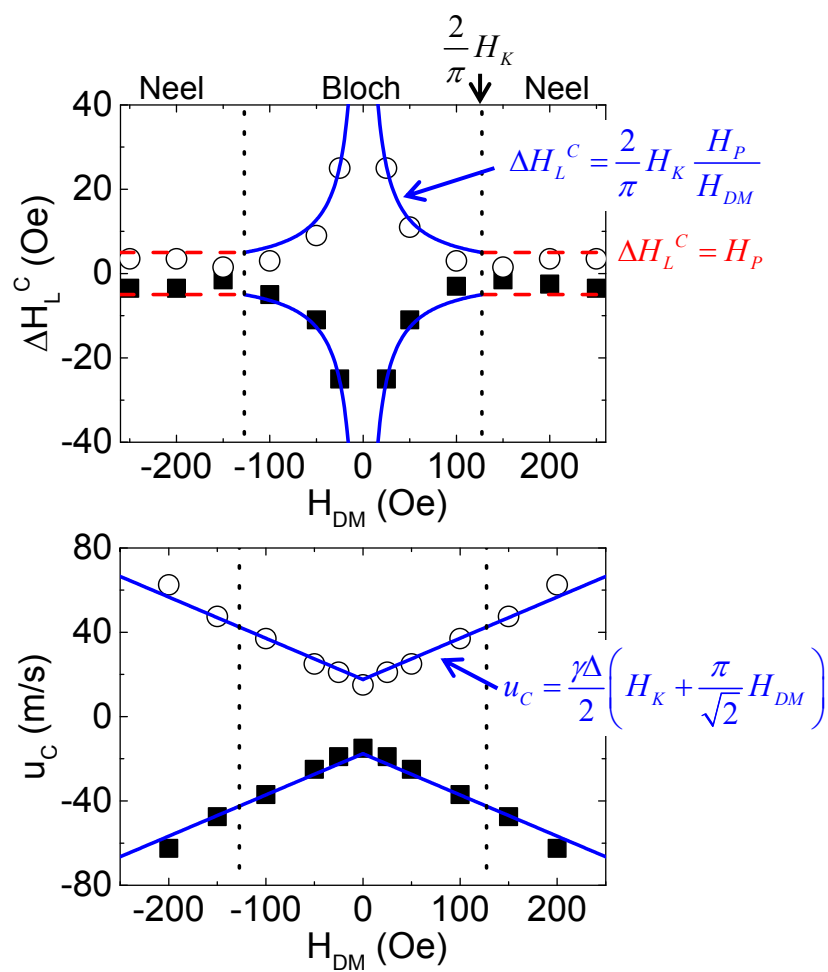 2/π H_K
Neel Bloch Neel
40
20
0
-20
-40
ΔH_L^C (Oe)
ΔH_L^C = 2/π H_K H_P/H_DM
ΔH_L^C = H_P
-200 -100 0 100 200
H_DM (Oe)
80
40
0
-40
-80
u_C (m/s)
u_C = γΔ/2 (H_K + π/√2 H_DM)
-200 -100 0 100 200
H_DM (Oe)